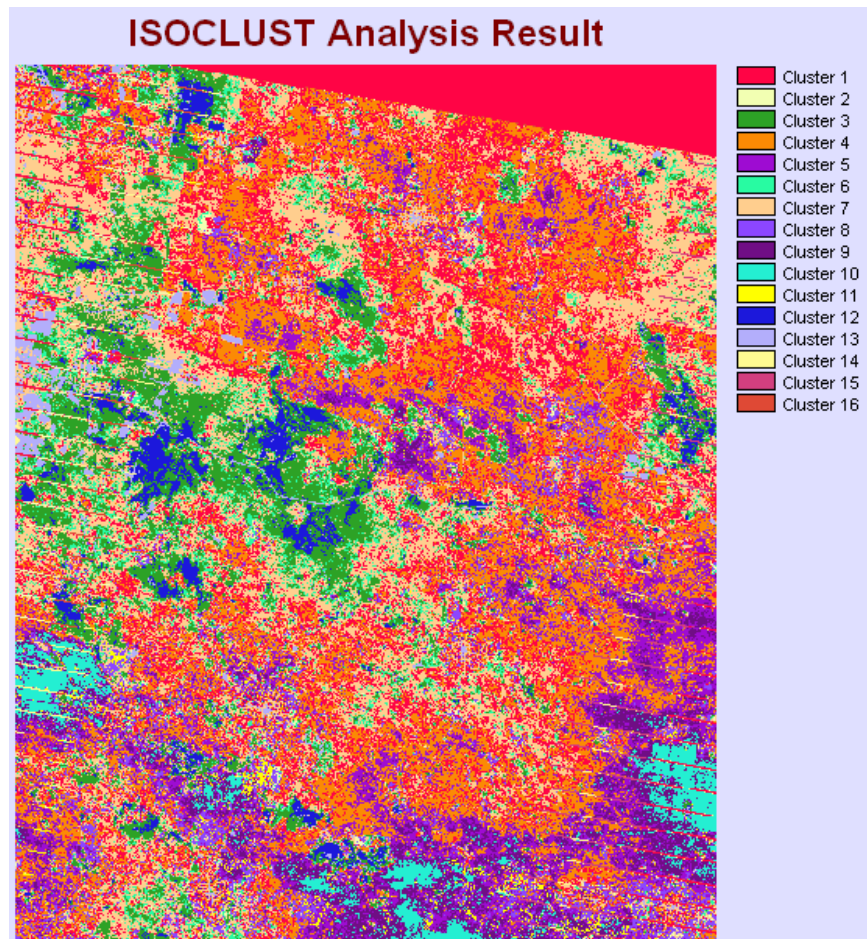 ISOCLUST Analysis Result
Cluster 1
Cluster 2
Cluster 3
Cluster 4
Cluster 5
Cluster 6
Cluster 7
Cluster 8
Cluster 9
Cluster 10
Cluster 11
Cluster 12
Cluster 13
Cluster 14
Cluster 15
Cluster 16